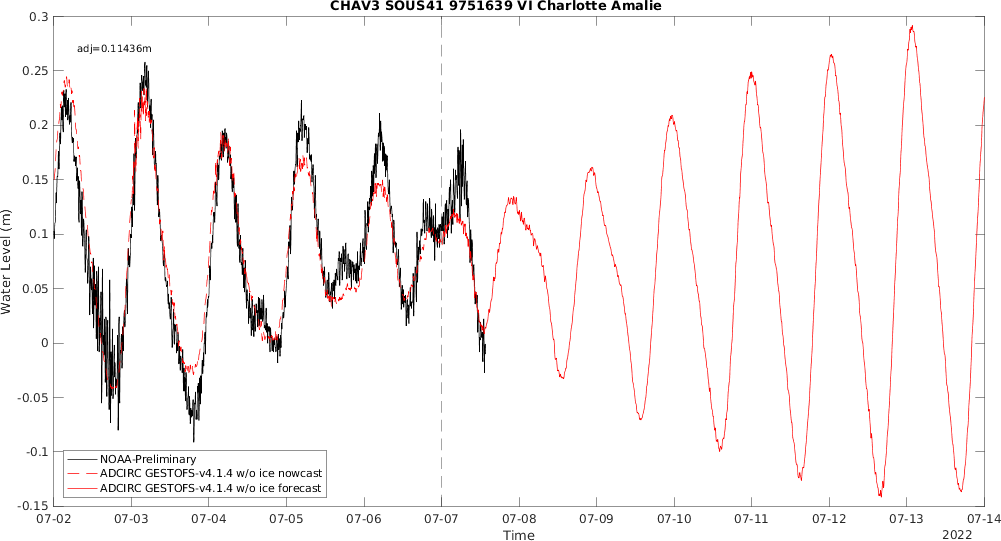 CHAV3 SOUS41 9751639 VI Charlotte Amalie
adj=0.11436m
0.3
0.25
0.2
0.15
0.1
0.05
0
-0.05
-0.1
-0.15
Water Level (m)
NOAA-Preliminary
ADCIRC GESTOFS-v4.1.4 w/o ice nowcast
ADCIRC GESTOFS-v4.1.4 w/o ice forecast
07-02 07-03 07-04 07-05 07-06 07-07 07-08 07-09 07-10 07-11 07-12 07-13 07-14
Time
2022